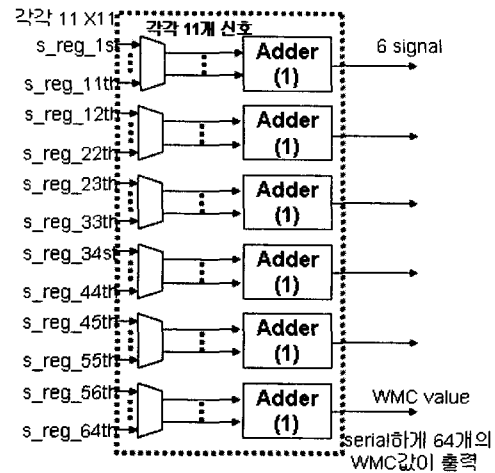 각각 11 X11
각각 11개 신호
s_reg_1st
s_reg_11th
Adder
(1)
6 signal
s_reg_12th
s_reg_22th
Adder
(1)
s_reg_23th
s_reg_33th
Adder
(1)
s_reg_34st
s_reg_44th
Adder
(1)
s_reg_45th
s_reg_55th
Adder
(1)
s_reg_56th
s_reg_64th
Adder
(1)
WMC value
serial하게 64개의
WMC값이 출력